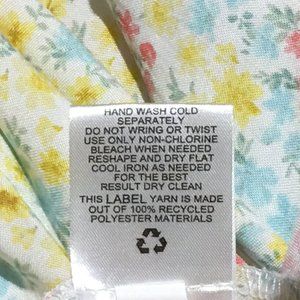 HAND WASH COLD
SEPARATELY
DO NOT WRING OR TWIST
USE ONLY NON-CHLORINE
BLEACH WHEN NEEDED
RESHAPE AND DRY FLAT
COOL IRON AS NEEDED
FOR THE BEST
RESULT DRY CLEAN
THIS LABEL YARN IS MADE
OUT OF 100% RECYCLED
POLYESTER MATERIALS